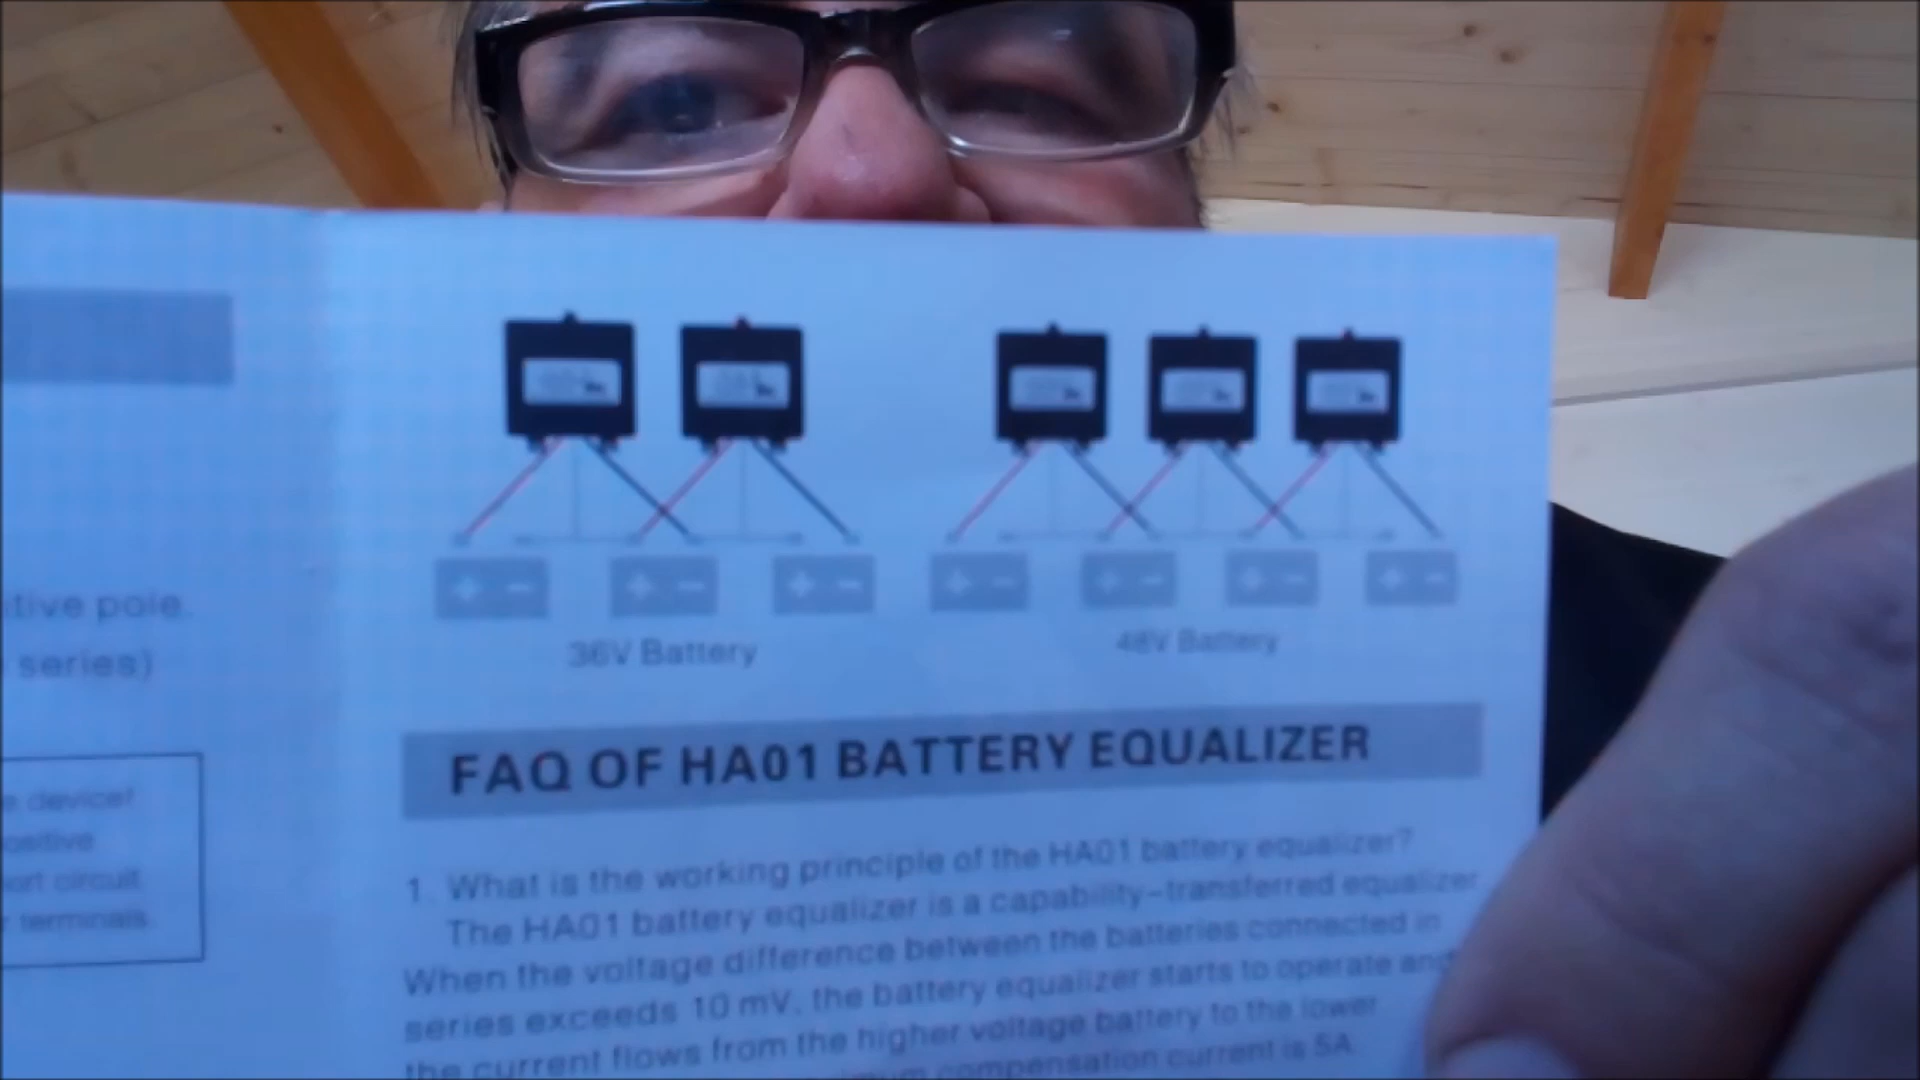 itive pole.
series)
e device!
ositive
ort circuit
terminals
+ - + - + -
36V Battery
+ - + - + - + -
48V Battery
FAQ OF HA01 BATTERY EQUALIZER
1. What is the working principle of the HA01 battery equalizer?
The HA01 battery equalizer is a capability-transferred equalizer
When the voltage difference between the batteries connected in
series exceeds 10 mV, the battery equalizer starts to operate and
the current flows from the higher voltage battery to the lower
compensation current is 5A